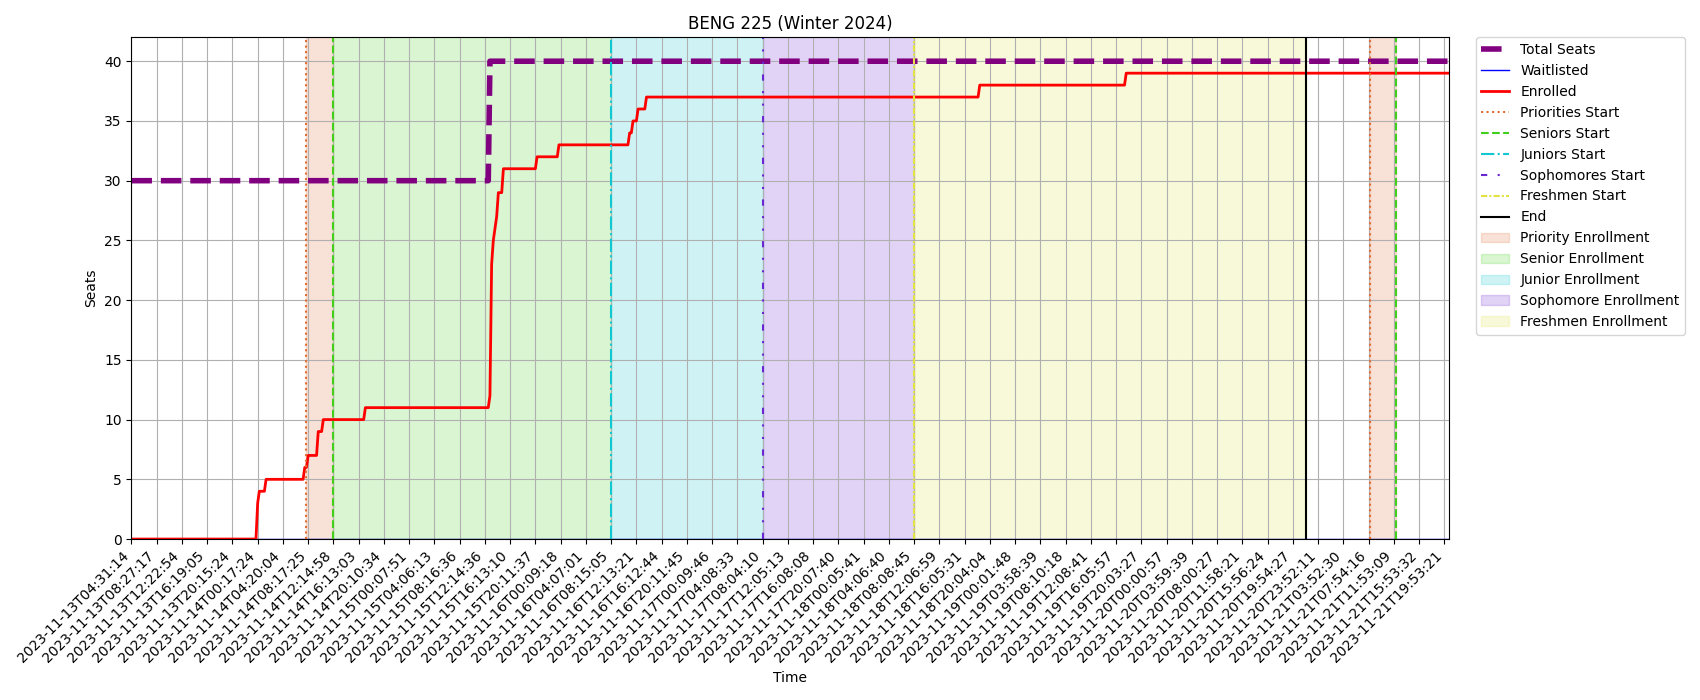 BENG 225 (Winter 2024)
Seats
40
35
30
25
20
15
10
5
0
2023-11-13T04:31:14
2023-11-13T08:27:17
2023-11-13T12:22:54
2023-11-13T16:19:05
2023-11-13T20:15:24
2023-11-14T00:17:24
2023-11-14T04:20:04
2023-11-14T08:17:25
2023-11-14T12:14:58
2023-11-14T16:13:03
2023-11-14T20:10:34
2023-11-15T00:07:51
2023-11-15T04:06:13
2023-11-15T08:16:36
2023-11-15T12:14:36
2023-11-15T16:13:10
2023-11-15T20:11:37
2023-11-16T00:09:18
2023-11-16T04:07:01
2023-11-16T08:15:05
2023-11-16T12:13:21
2023-11-16T16:12:44
2023-11-16T20:11:45
2023-11-17T00:09:46
2023-11-17T04:08:33
2023-11-17T08:04:10
2023-11-17T12:05:13
2023-11-17T16:08:08
2023-11-17T20:07:40
2023-11-18T00:05:41
2023-11-18T04:06:40
2023-11-18T08:08:45
2023-11-18T12:06:59
2023-11-18T16:05:31
2023-11-18T20:04:04
2023-11-19T00:01:48
2023-11-19T03:58:39
2023-11-19T08:10:18
2023-11-19T12:08:41
2023-11-19T16:05:57
2023-11-19T20:03:27
2023-11-20T00:00:57
2023-11-20T03:59:39
2023-11-20T08:00:27
2023-11-20T11:58:21
2023-11-20T15:56:24
2023-11-20T19:54:27
2023-11-20T23:52:11
2023-11-21T03:52:30
2023-11-21T07:54:16
2023-11-21T11:53:09
2023-11-21T15:53:32
2023-11-21T19:53:21
Time
Total Seats
Waitlisted
Enrolled
Priorities Start
Seniors Start
Juniors Start
Sophomores Start
Freshmen Start
End
Priority Enrollment
Senior Enrollment
Junior Enrollment
Sophomore Enrollment
Freshmen Enrollment